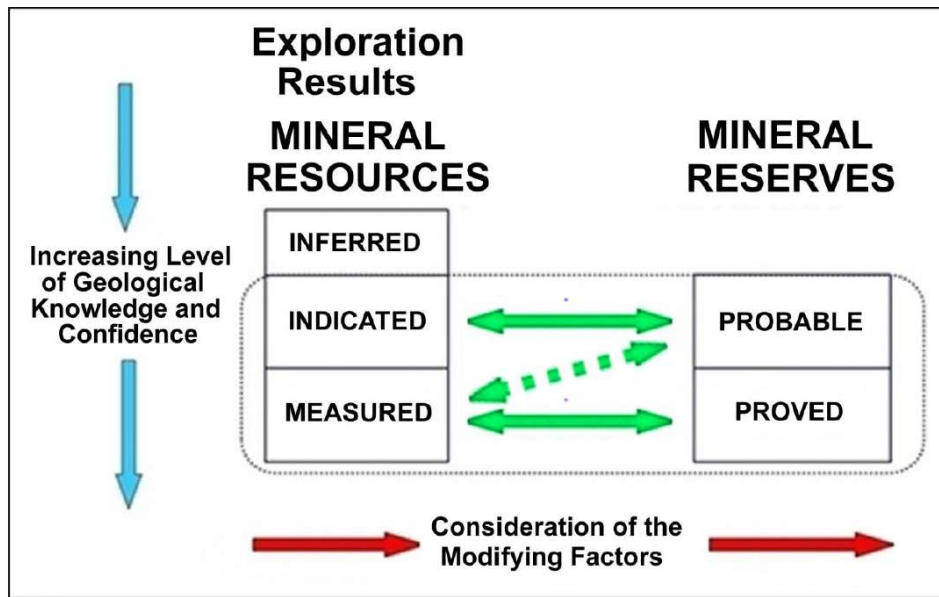 Exploration
Results
MINERAL
RESOURCES
MINERAL
RESERVES
INFERRED
Increasing Level
of Geological
Knowledge and
Confidence
INDICATED
PROBABLE
MEASURED
PROVED
Consideration of the
Modifying Factors